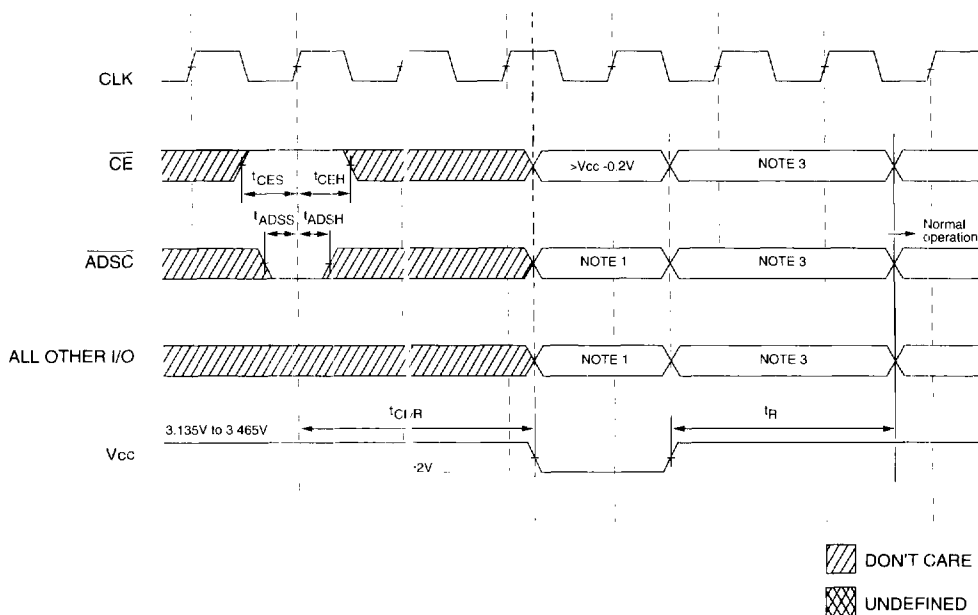 CLK
CE
>Vcc -0.2V
NOTE 3
tCES
tCEH
tADSS
tADSH
Normal
operation
ADSC
NOTE 1
NOTE 3
ALL OTHER I/O
NOTE 1
NOTE 3
3.135V to 3 465V
tR
Vcc
2V
DON'T CARE
UNDEFINED